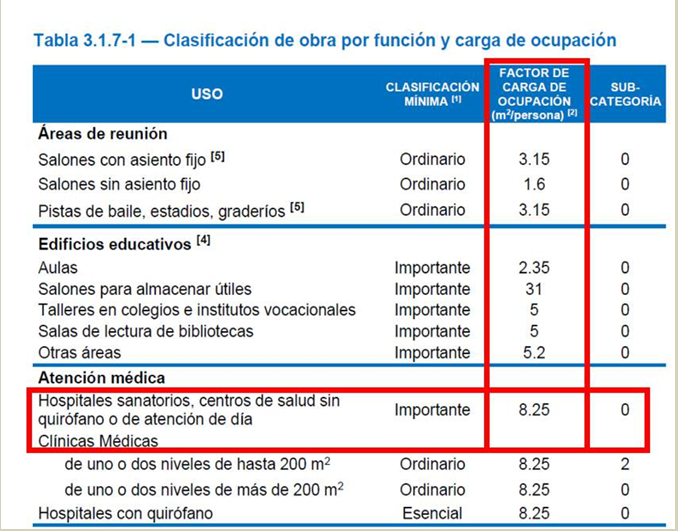 Tabla 3.1.7-1 — Clasificación de obra por función y carga de ocupación
USO CLASIFICACIÓN MÍNIMA [1] FACTOR DE CARGA DE OCUPACIÓN (m²/persona) [2] SUB-CATEGORÍA
Áreas de reunión
Salones con asiento fijo [5] Ordinario 3.15 0
Salones sin asiento fijo Ordinario 1.6 0
Pistas de baile, estadios, graderíos [5] Ordinario 3.15 0
Edificios educativos [4]
Aulas Importante 2.35 0
Salones para almacenar útiles Importante 31 0
Talleres en colegios e institutos vocacionales Importante 5 0
Salas de lectura de bibliotecas Importante 5 0
Otras áreas Importante 5.2 0
Atención médica
Hospitales sanatorios, centros de salud sin
quirófano o de atención de día Importante 8.25 0
Clínicas Médicas
de uno o dos niveles de hasta 200 m² Ordinario 8.25 2
de uno o dos niveles de más de 200 m² Ordinario 8.25 0
Hospitales con quirófano Esencial 8.25 0